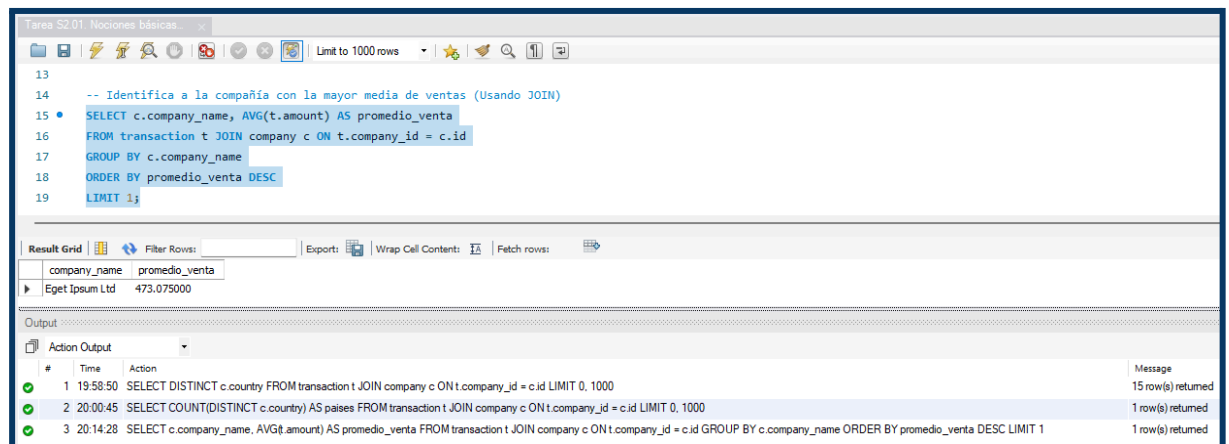 Tarea S2.01. Nociones básicas...
Limit to 1000 rows
13
14 -- Identifica a la compañía con la mayor media de ventas (Usando JOIN)
15 SELECT c.company_name, AVG(t.amount) AS promedio_venta
16 FROM transaction t JOIN company c ON t.company_id = c.id
17 GROUP BY c.company_name
18 ORDER BY promedio_venta DESC
19 LIMIT 1;
Result Grid Filter Rows: Export: Wrap Cell Content: Fetch rows:
company_name promedio_venta
Eget Ipsum Ltd 473.075000
Output
Action Output
# Time Action Message
1 19:58:50 SELECT DISTINCT c.country FROM transaction t JOIN company c ON t.company_id = c.id LIMIT 0, 1000 15 row(s) returned
2 20:00:45 SELECT COUNT(DISTINCT c.country) AS paises FROM transaction t JOIN company c ON t.company_id = c.id LIMIT 0, 1000 1 row(s) returned
3 20:14:28 SELECT c.company_name, AVG(t.amount) AS promedio_venta FROM transaction t JOIN company c ON t.company_id = c.id GROUP BY c.company_name ORDER BY promedio_venta DESC LIMIT 1 1 row(s) returned